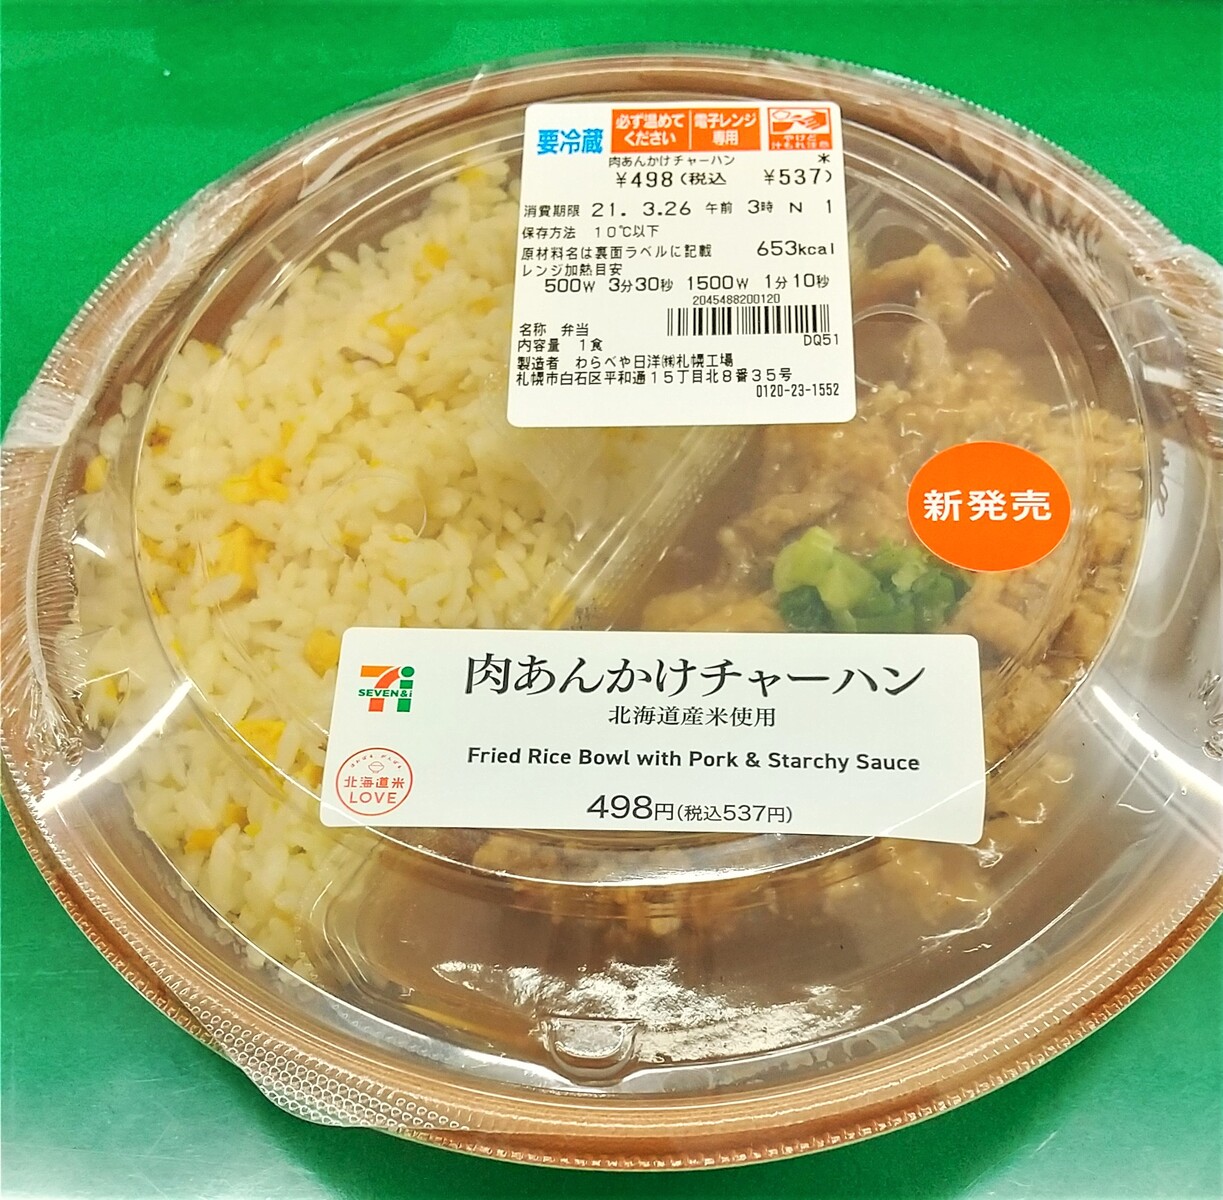 要冷蔵
必ず温めて
ください
電子レンジ
専用
やけど
汁もれ注意
肉あんかけチャーハン *
¥498(税込 ¥537)
消費期限 21. 3.26 午前 3時 N 1
保存方法 10℃以下
原材料名は裏面ラベルに記載 653kcal
レンジ加熱目安
500W 3分30秒 1500W 1分10秒
2045488200120
名称 弁当
内容量 1食
DQ51
製造者 わらべや日洋㈱札幌工場
札幌市白石区平和通15丁目北8番35号
0120-23-1552
新発売
SEVEN&i
肉あんかけチャーハン
北海道産米使用
Fried Rice Bowl with Pork & Starchy Sauce
498円(税込537円)
北海道米
LOVE